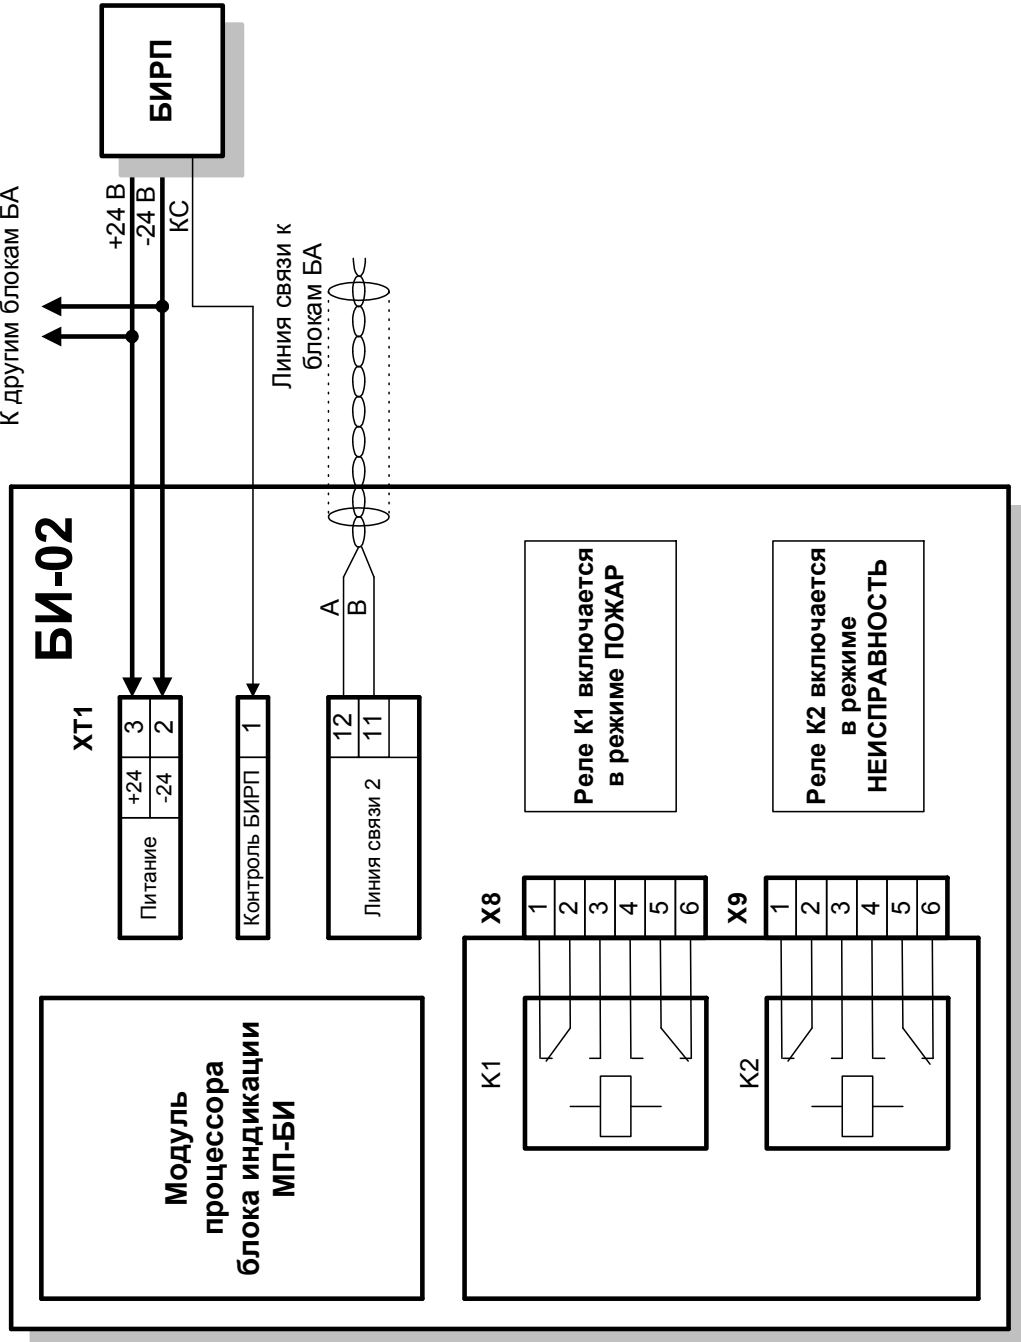 БИ-02
Модуль
процессора
блока индикации
МП-БИ
XT1
Питание
+24
3
-24
2
Контроль БИРП
1
Линия связи 2
12
11
A
B
К другим блокам БА
+24 В
-24 В
КС
БИРП
Линия связи к
блокам БА
K1
X8
1
2
3
4
5
6
Реле К1 включается
в режиме ПОЖАР
K2
X9
1
2
3
4
5
6
Реле К2 включается
в режиме
НЕИСПРАВНОСТЬ